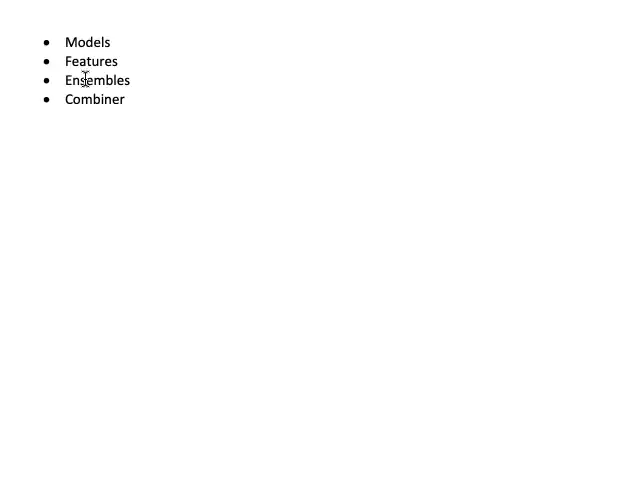 • Models
• Features
• Ensembles
• Combiner